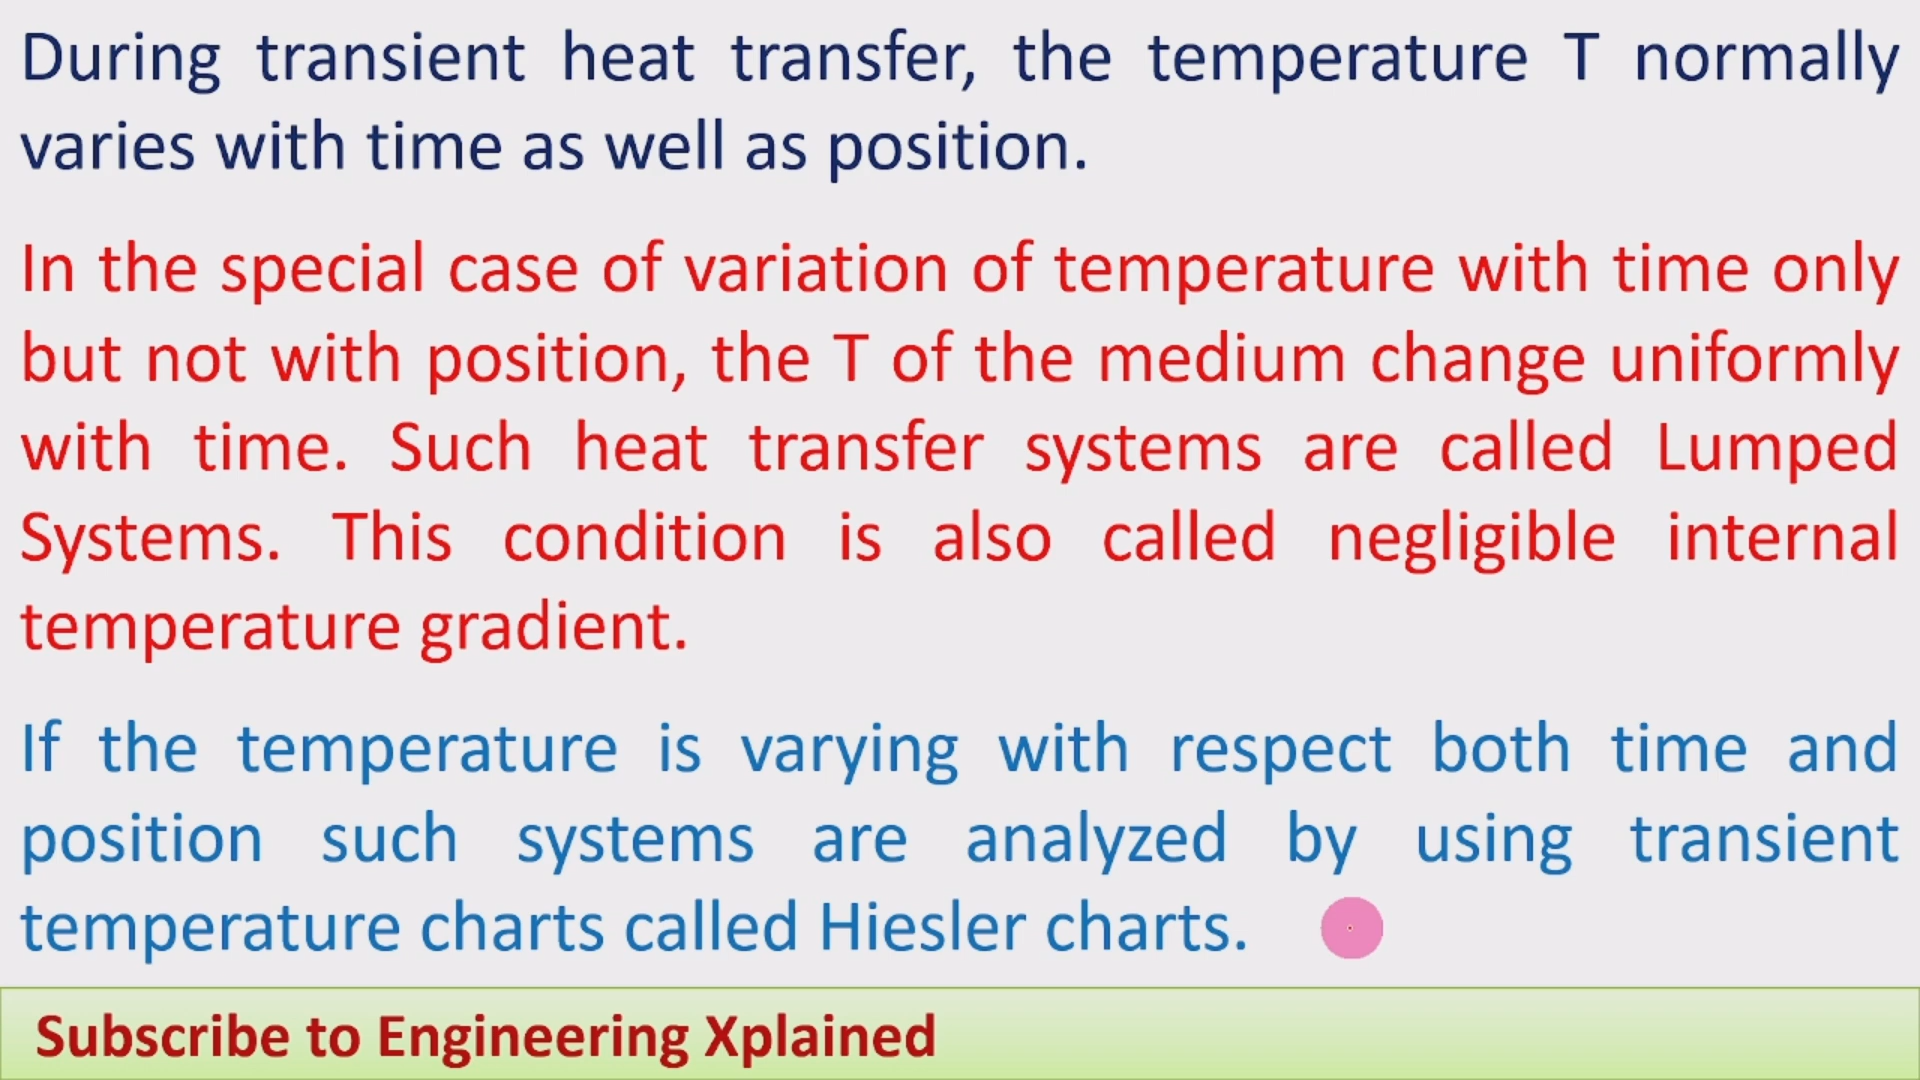 During transient heat transfer, the temperature T normally
varies with time as well as position.
In the special case of variation of temperature with time only
but not with position, the T of the medium change uniformly
with time. Such heat transfer systems are called Lumped
Systems. This condition is also called negligible internal
temperature gradient.
If the temperature is varying with respect both time and
position such systems are analyzed by using transient
temperature charts called Hiesler charts.
Subscribe to Engineering Xplained